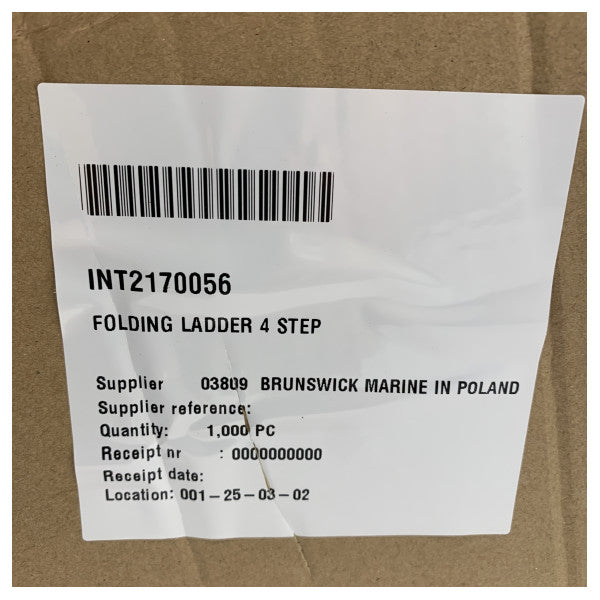 INT2170056
FOLDING LADDER 4 STEP
Supplier 03809 BRUNSWICK MARINE IN POLAND
Supplier reference:
Quantity: 1,000 PC
Receipt nr : 0000000000
Receipt date:
Location: 001-25-03-02